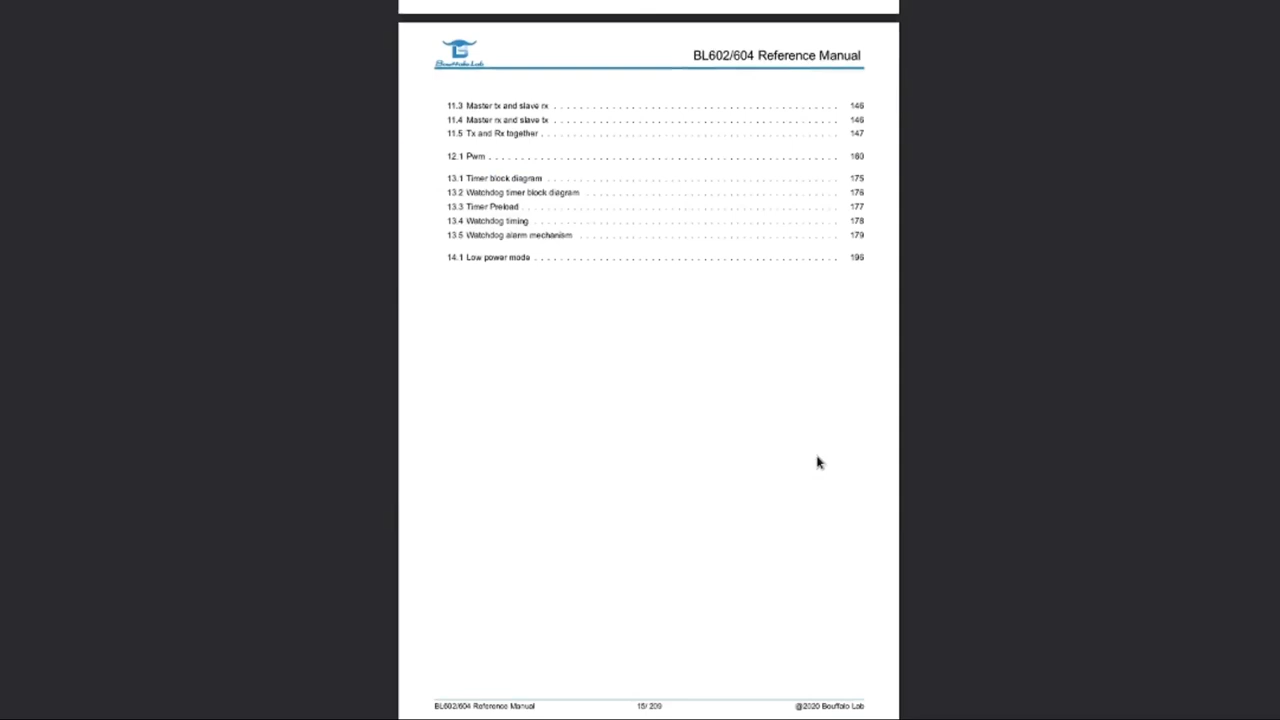 Bouffalo Lab
BL602/604 Reference Manual
11.3 Master tx and slave rx . . . . . . . . . . . . . . . . . . . . . . . . . . . . . . . . . . . . . . . . . . . 146
11.4 Master rx and slave tx . . . . . . . . . . . . . . . . . . . . . . . . . . . . . . . . . . . . . . . . . . . 146
11.5 Tx and Rx together . . . . . . . . . . . . . . . . . . . . . . . . . . . . . . . . . . . . . . . . . . . . . 147
12.1 Pwm . . . . . . . . . . . . . . . . . . . . . . . . . . . . . . . . . . . . . . . . . . . . . . . . . . . . . 160
13.1 Timer block diagram . . . . . . . . . . . . . . . . . . . . . . . . . . . . . . . . . . . . . . . . . . . . 175
13.2 Watchdog timer block diagram . . . . . . . . . . . . . . . . . . . . . . . . . . . . . . . . . . . . . . 176
13.3 Timer Preload . . . . . . . . . . . . . . . . . . . . . . . . . . . . . . . . . . . . . . . . . . . . . . . . 177
13.4 Watchdog timing . . . . . . . . . . . . . . . . . . . . . . . . . . . . . . . . . . . . . . . . . . . . . . 178
13.5 Watchdog alarm mechanism . . . . . . . . . . . . . . . . . . . . . . . . . . . . . . . . . . . . . . . 179
14.1 Low power mode . . . . . . . . . . . . . . . . . . . . . . . . . . . . . . . . . . . . . . . . . . . . . . 196
BL602/604 Reference Manual
15/ 209
@2020 Bouffalo Lab